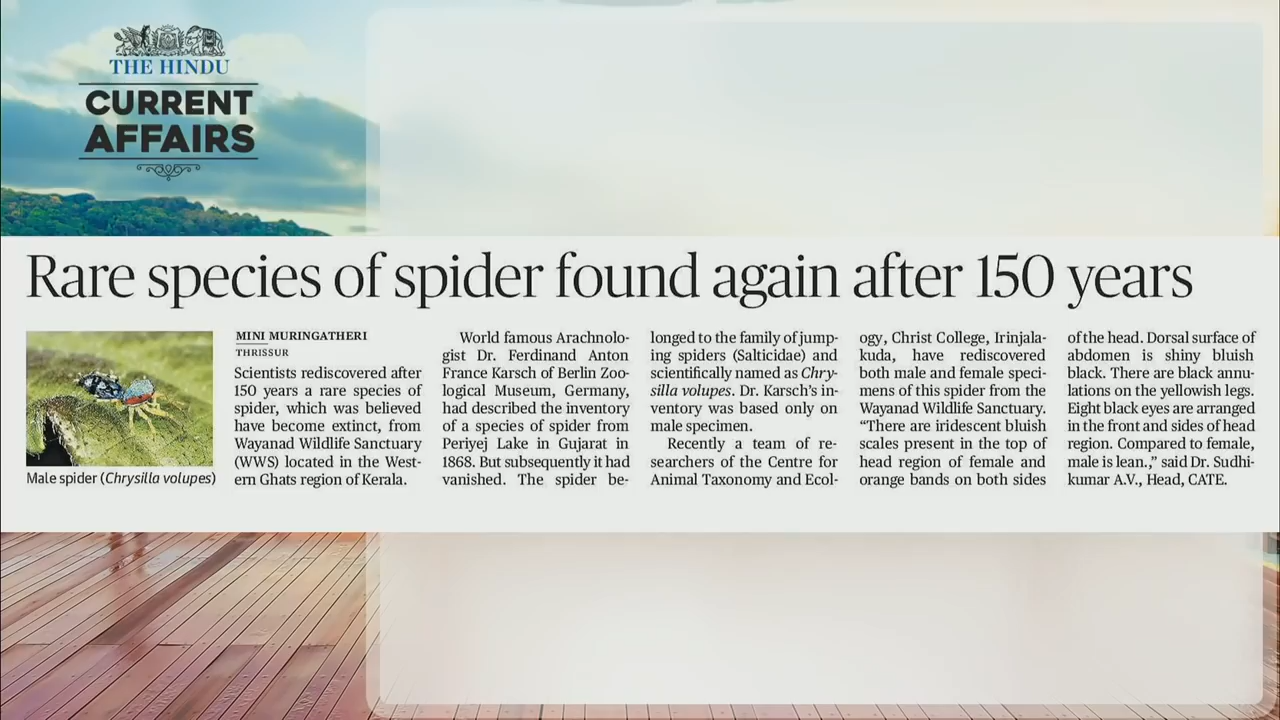 THE HINDU
CURRENT
AFFAIRS
Rare species of spider found again after 150 years
Male spider (Chrysilla volupes)
MINI MURINGATHERI
THRISSUR
Scientists rediscovered after
150 years a rare species of
spider, which was believed
have become extinct, from
Wayanad Wildlife Sanctuary
(WWS) located in the West-
ern Ghats region of Kerala.
World famous Arachnolo-
gist Dr. Ferdinand Anton
France Karsch of Berlin Zoo-
logical Museum, Germany,
had described the inventory
of a species of spider from
Periyej Lake in Gujarat in
1868. But subsequently it had
vanished. The spider be-
longed to the family of jump-
ing spiders (Salticidae) and
scientifically named as Chry-
silla volupes. Dr. Karsch's in-
ventory was based only on
male specimen.
Recently a team of re-
searchers of the Centre for
Animal Taxonomy and Ecol-
ogy, Christ College, Irinjala-
kuda, have rediscovered
both male and female speci-
mens of this spider from the
Wayanad Wildlife Sanctuary.
“There are iridescent bluish
scales present in the top of
head region of female and
orange bands on both sides
of the head. Dorsal surface of
abdomen is shiny bluish
black. There are black annu-
lations on the yellowish legs.
Eight black eyes are arranged
in the front and sides of head
region. Compared to female,
male is lean.,” said Dr. Sudhi-
kumar A.V., Head, CATE.